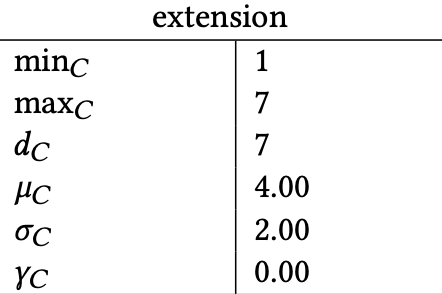 extension
min_C 1
max_C 7
d_C 7
μ_C 4.00
σ_C 2.00
γ_C 0.00